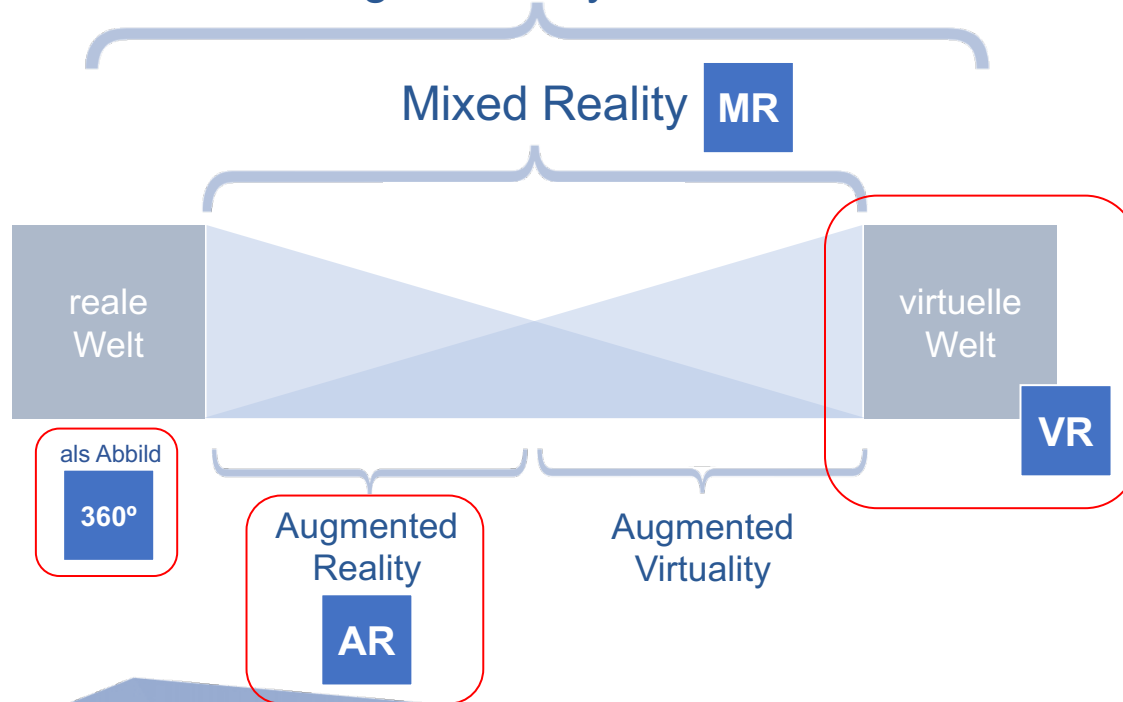 Mixed Reality MR
reale
Welt
virtuelle
Welt
VR
als Abbild
360º
Augmented
Reality
AR
Augmented
Virtuality